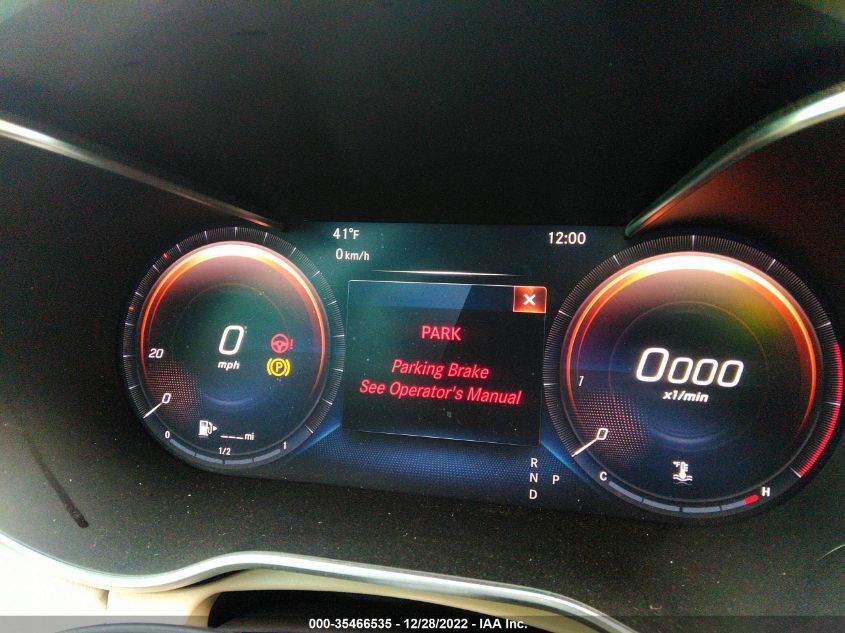 41°F
12:00
0 km/h
PARK
Parking Brake
See Operator's Manual
0
mph
20
0
P
---mi
0
1/2
1
R
N
P
D
0000
x1/min
1
0
C
H
000-35466535 - 12/28/2022 - IAA Inc.